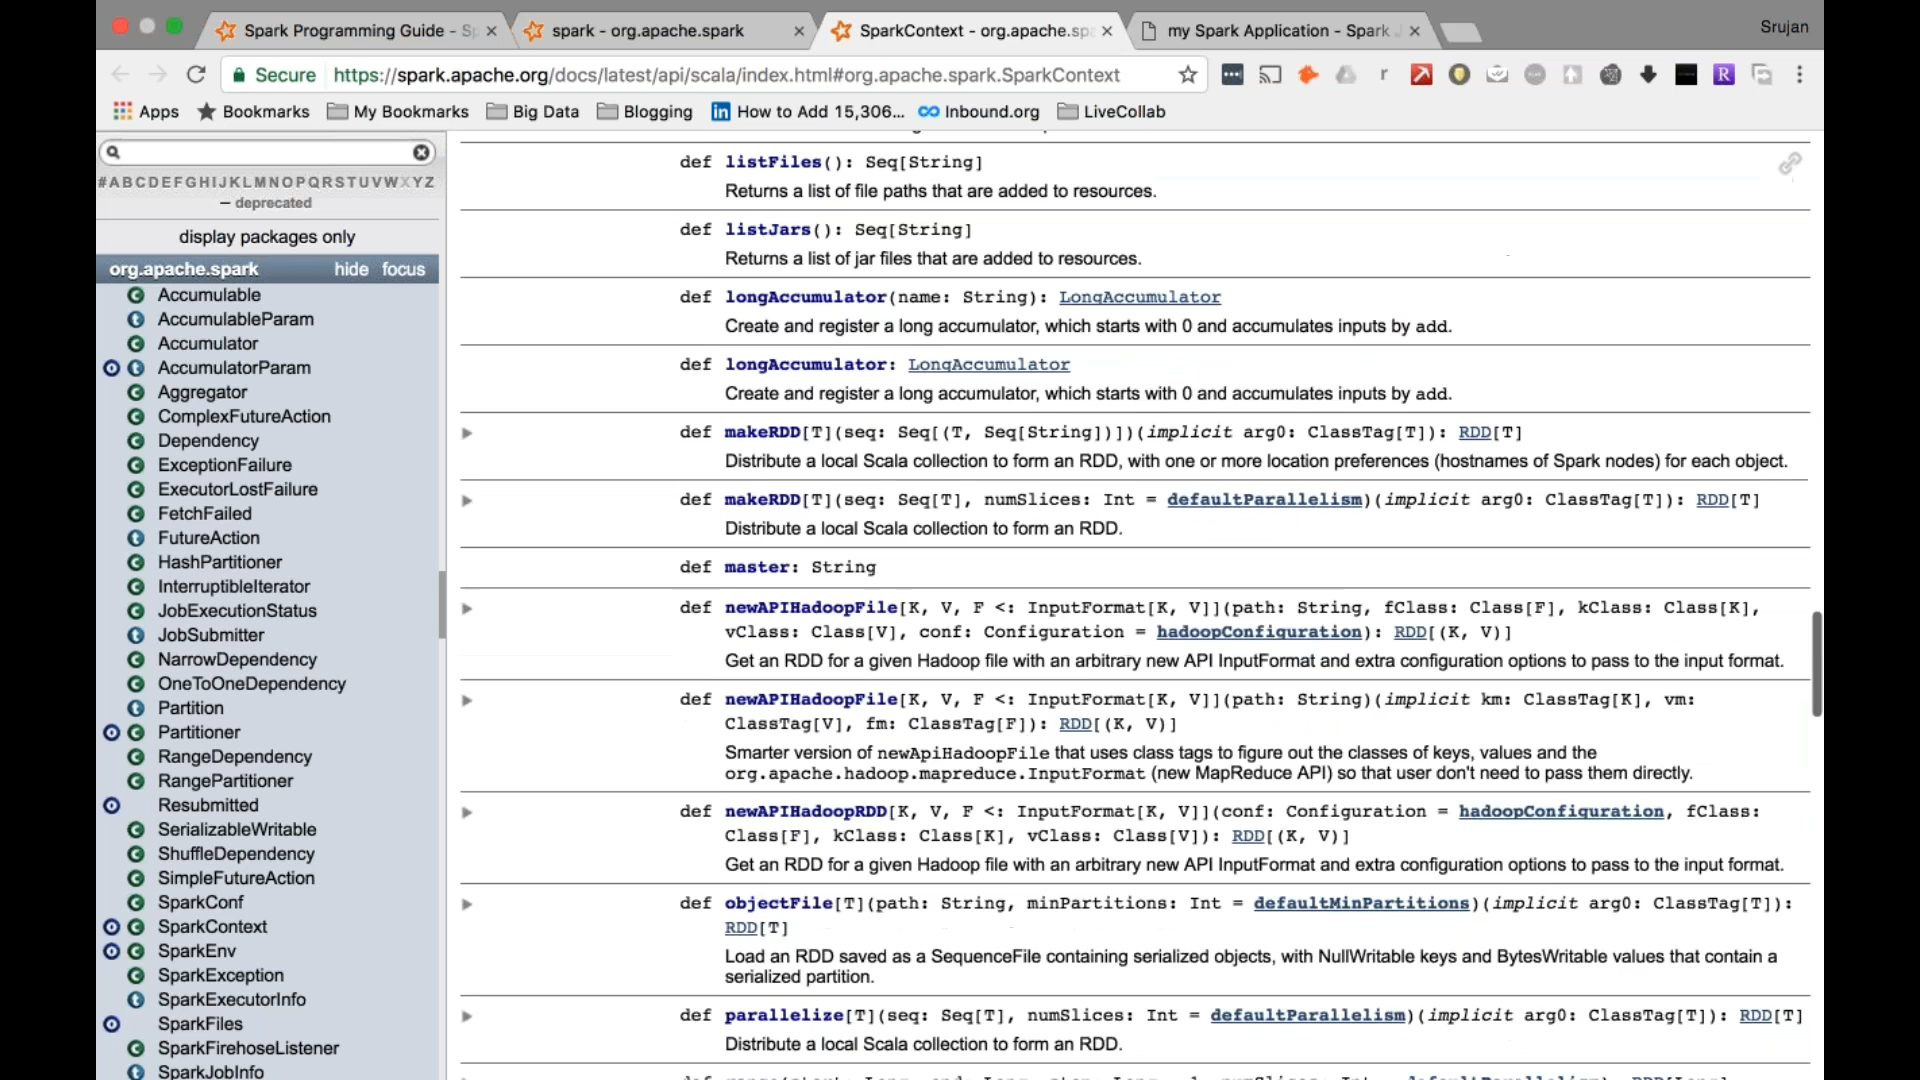 Spark Programming Guide - Sp
spark - org.apache.spark
SparkContext - org.apache.sp
my Spark Application - Spark
Srujan
Secure https://spark.apache.org/docs/latest/api/scala/index.html#org.apache.spark.SparkContext
Apps Bookmarks My Bookmarks Big Data Blogging How to Add 15,306... Inbound.org LiveCollab
#ABCDEFGHIJKLMNOPQRSTUVWXYZ
– deprecated
display packages only
org.apache.spark hide focus
Accumulable
AccumulableParam
Accumulator
AccumulatorParam
Aggregator
ComplexFutureAction
Dependency
ExceptionFailure
ExecutorLostFailure
FetchFailed
FutureAction
HashPartitioner
InterruptibleIterator
JobExecutionStatus
JobSubmitter
NarrowDependency
OneToOneDependency
Partition
Partitioner
RangeDependency
RangePartitioner
Resubmitted
SerializableWritable
ShuffleDependency
SimpleFutureAction
SparkConf
SparkContext
SparkEnv
SparkException
SparkExecutorInfo
SparkFiles
SparkFirehoseListener
SparkJobInfo
def listFiles(): Seq[String]
Returns a list of file paths that are added to resources.
def listJars(): Seq[String]
Returns a list of jar files that are added to resources.
def longAccumulator(name: String): LongAccumulator
Create and register a long accumulator, which starts with 0 and accumulates inputs by add.
def longAccumulator: LongAccumulator
Create and register a long accumulator, which starts with 0 and accumulates inputs by add.
def makeRDD[T](seq: Seq[(T, Seq[String])])(implicit arg0: ClassTag[T]): RDD[T]
Distribute a local Scala collection to form an RDD, with one or more location preferences (hostnames of Spark nodes) for each object.
def makeRDD[T](seq: Seq[T], numSlices: Int = defaultParallelism)(implicit arg0: ClassTag[T]): RDD[T]
Distribute a local Scala collection to form an RDD.
def master: String
def newAPIHadoopFile[K, V, F <: InputFormat[K, V]](path: String, fClass: Class[F], kClass: Class[K],
vClass: Class[V], conf: Configuration = hadoopConfiguration): RDD[(K, V)]
Get an RDD for a given Hadoop file with an arbitrary new API InputFormat and extra configuration options to pass to the input format.
def newAPIHadoopFile[K, V, F <: InputFormat[K, V]](path: String)(implicit km: ClassTag[K], vm:
ClassTag[V], fm: ClassTag[F]): RDD[(K, V)]
Smarter version of newApiHadoopFile that uses class tags to figure out the classes of keys, values and the
org.apache.hadoop.mapreduce.InputFormat (new MapReduce API) so that user don't need to pass them directly.
def newAPIHadoopRDD[K, V, F <: InputFormat[K, V]](conf: Configuration = hadoopConfiguration, fClass:
Class[F], kClass: Class[K], vClass: Class[V]): RDD[(K, V)]
Get an RDD for a given Hadoop file with an arbitrary new API InputFormat and extra configuration options to pass to the input format.
def objectFile[T](path: String, minPartitions: Int = defaultMinPartitions)(implicit arg0: ClassTag[T]):
RDD[T]
Load an RDD saved as a SequenceFile containing serialized objects, with NullWritable keys and BytesWritable values that contain a
serialized partition.
def parallelize[T](seq: Seq[T], numSlices: Int = defaultParallelism)(implicit arg0: ClassTag[T]): RDD[T]
Distribute a local Scala collection to form an RDD.